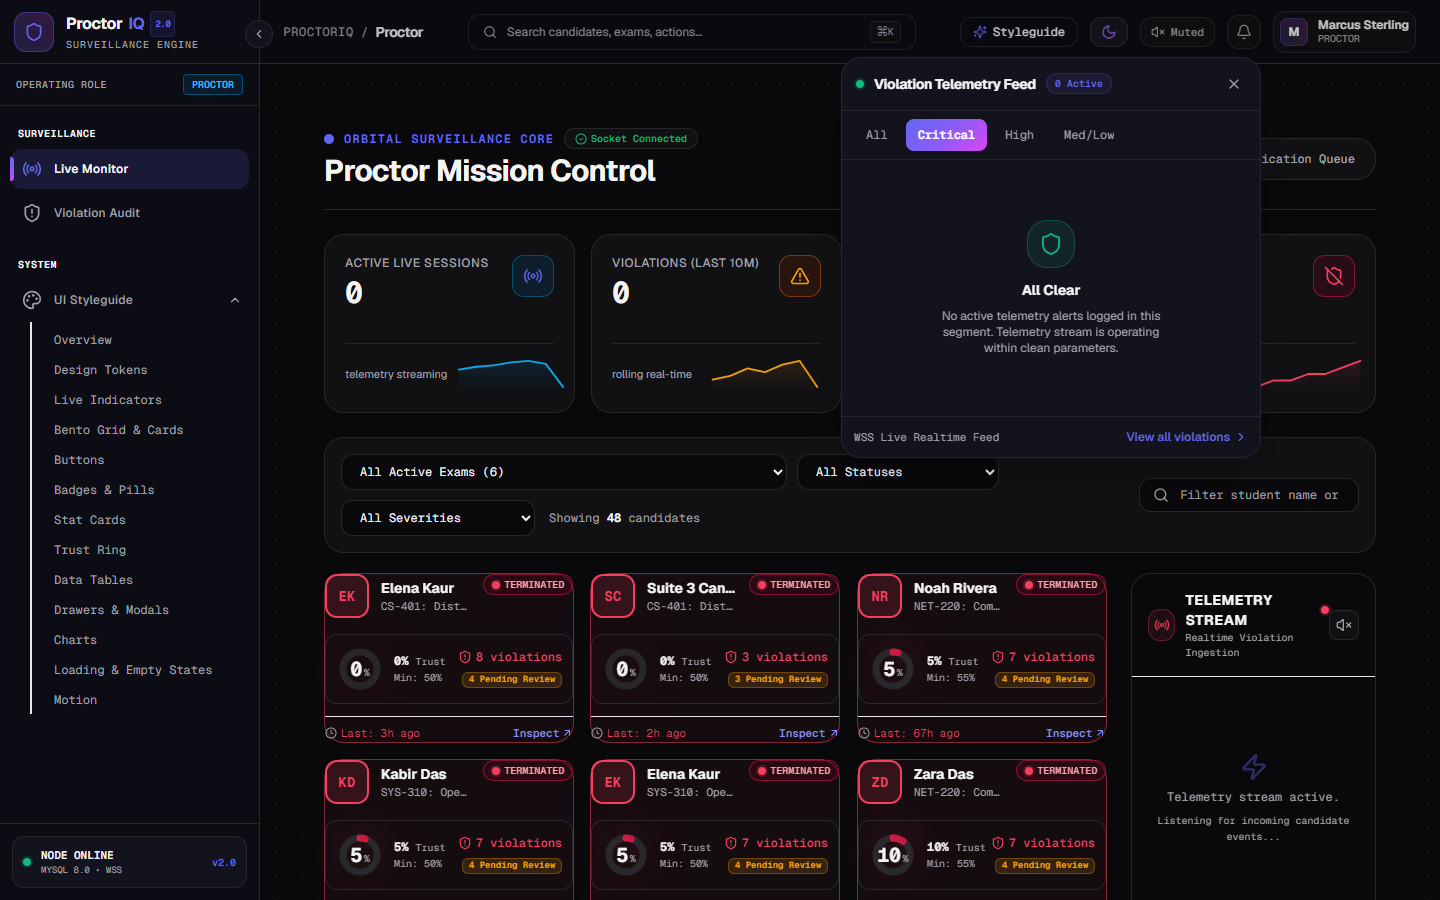 Proctor IQ 2.0
SURVEILLANCE ENGINE
OPERATING ROLE PROCTOR
SURVEILLANCE
Live Monitor
Violation Audit
SYSTEM
UI Styleguide
Overview
Design Tokens
Live Indicators
Bento Grid & Cards
Buttons
Badges & Pills
Stat Cards
Trust Ring
Data Tables
Drawers & Modals
Charts
Loading & Empty States
Motion
NODE ONLINE
MYSQL 8.0 • WSS
v2.0
PROCTORIQ / Proctor
Search candidates, exams, actions... ⌘K
Styleguide
Muted
M
Marcus Sterling
PROCTOR
ORBITAL SURVEILLANCE CORE Socket Connected
Proctor Mission Control
ication Queue
Violation Telemetry Feed 0 Active
All Critical High Med/Low
All Clear
No active telemetry alerts logged in this
segment. Telemetry stream is operating
within clean parameters.
WSS Live Realtime Feed View all violations
ACTIVE LIVE SESSIONS
0
telemetry streaming
VIOLATIONS (LAST 10M)
0
rolling real-time
All Active Exams (6) All Statuses
All Severities Showing 48 candidates
Filter student name or
EK Elena Kaur TERMINATED
CS-401: Dist…
0% 0% Trust 8 violations
Min: 50% 4 Pending Review
Last: 3h ago Inspect
SC Suite 3 Can… TERMINATED
CS-401: Dist…
0% 0% Trust 3 violations
Min: 50% 3 Pending Review
Last: 2h ago Inspect
NR Noah Rivera TERMINATED
NET-220: Com…
5% 5% Trust 7 violations
Min: 55% 4 Pending Review
Last: 67h ago Inspect
KD Kabir Das TERMINATED
SYS-310: Ope…
5% 5% Trust 7 violations
Min: 50% 4 Pending Review
EK Elena Kaur TERMINATED
SYS-310: Ope…
5% 5% Trust 7 violations
Min: 50% 4 Pending Review
ZD Zara Das TERMINATED
NET-220: Com…
10% 10% Trust 7 violations
Min: 55% 4 Pending Review
TELEMETRY
STREAM
Realtime Violation
Ingestion
Telemetry stream active.
Listening for incoming candidate
events...